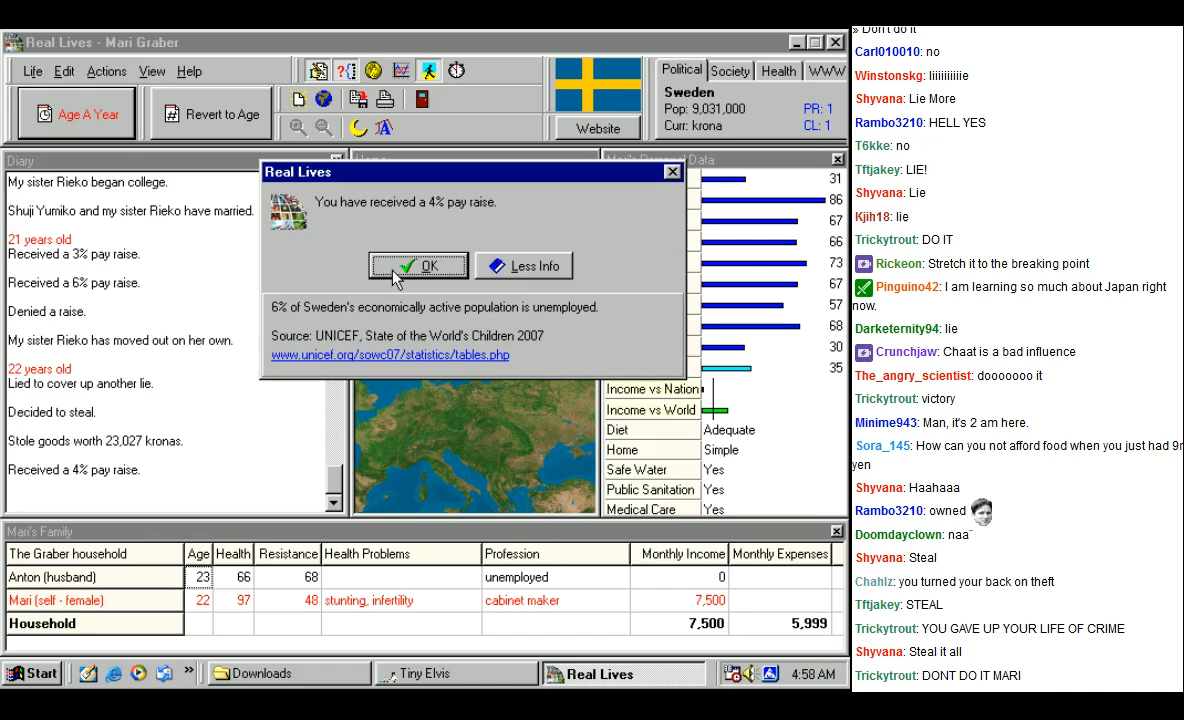 Real Lives - Mari Graber
Life Edit Actions View Help
Age A Year
Revert to Age
Website
Political Society Health WWW
Sweden
Pop: 9,031,000 PR: 1
Curr: krona CL: 1
Diary
My sister Rieko began college.
Shuji Yumiko and my sister Rieko have married.
21 years old
Received a 3% pay raise.
Received a 6% pay raise.
Denied a raise.
My sister Rieko has moved out on her own.
22 years old
Lied to cover up another lie.
Decided to steal.
Stole goods worth 23,027 kronas.
Received a 4% pay raise.
Real Lives
You have received a 4% pay raise.
OK
Less Info
6% of Sweden's economically active population is unemployed.
Source: UNICEF, State of the World's Children 2007
www.unicef.org/sowc07/statistics/tables.php
Data
31
86
67
66
73
67
57
68
30
35
Income vs Nation
Income vs World
Diet Adequate
Home Simple
Safe Water Yes
Public Sanitation Yes
Medical Care Yes
Mari's Family
The Graber household Age Health Resistance Health Problems Profession Monthly Income Monthly Expenses
Anton (husband) 23 66 68 unemployed 0
Mari (self - female) 22 97 48 stunting, infertility cabinet maker 7,500
Household 7,500 5,999
Start
Downloads
Tiny Elvis
Real Lives
4:58 AM
» Don't do it
Carl010010: no
Winstonskg: liiiiiiiiiie
Shyvana: Lie More
Rambo3210: HELL YES
T6kke: no
Tftjakey: LIE!
Shyvana: Lie
Kjih18: lie
Trickytrout: DO IT
Rickeon: Stretch it to the breaking point
Pinguino42: I am learning so much about Japan right
now.
Darketernity94: lie
Crunchjaw: Chaat is a bad influence
The_angry_scientist: dooooooo it
Trickytrout: victory
Minime943: Man, it's 2 am here.
Sora_145: How can you not afford food when you just had 9r
yen
Shyvana: Haahaaa
Rambo3210: owned
Doomdayclown: naa
Shyvana: Steal
Chahlz: you turned your back on theft
Tftjakey: STEAL
Trickytrout: YOU GAVE UP YOUR LIFE OF CRIME
Shyvana: Steal it all
Trickytrout: DONT DO IT MARI